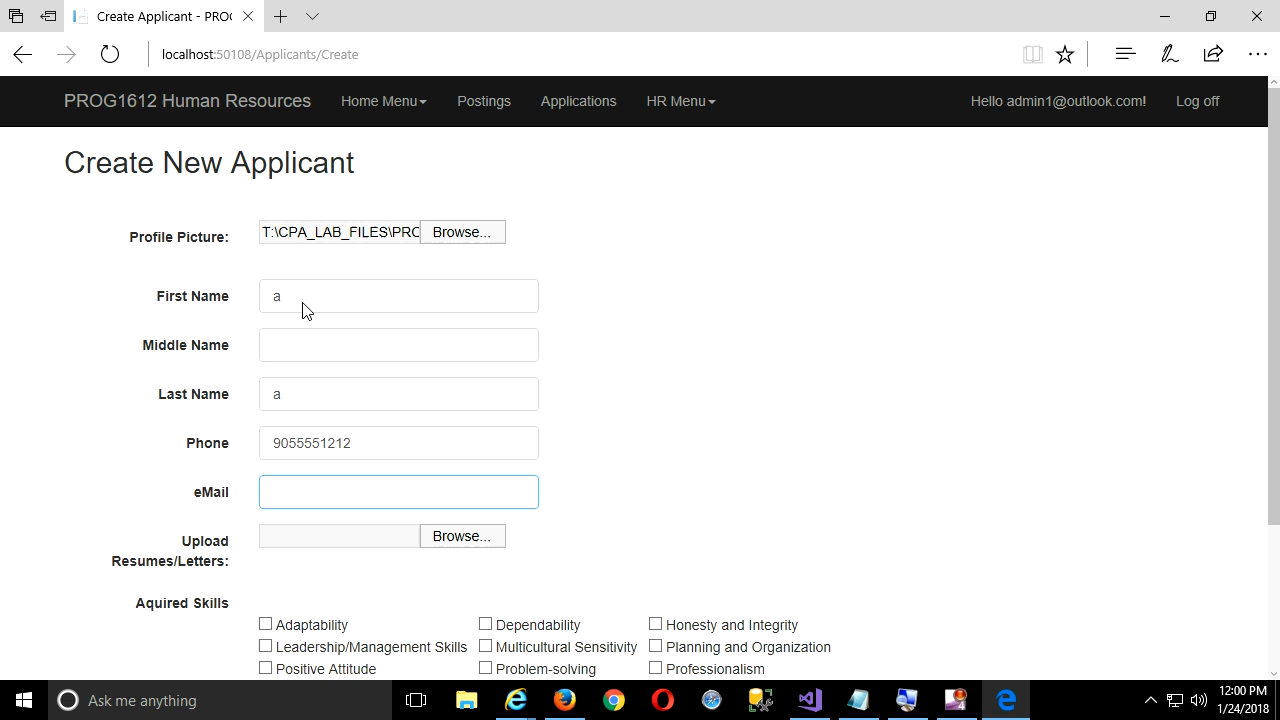 Create Applicant - PROG
localhost:50108/Applicants/Create
PROG1612 Human Resources Home Menu Postings Applications HR Menu Hello admin1@outlook.com! Log off
Create New Applicant
Profile Picture: T:\CPA_LAB_FILES\PRO Browse...
First Name a
Middle Name
Last Name a
Phone 9055551212
eMail
Upload Browse...
Resumes/Letters:
Aquired Skills
Adaptability Dependability Honesty and Integrity
Leadership/Management Skills Multicultural Sensitivity Planning and Organization
Positive Attitude Problem-solving Professionalism
Ask me anything
12:00 PM
1/24/2018